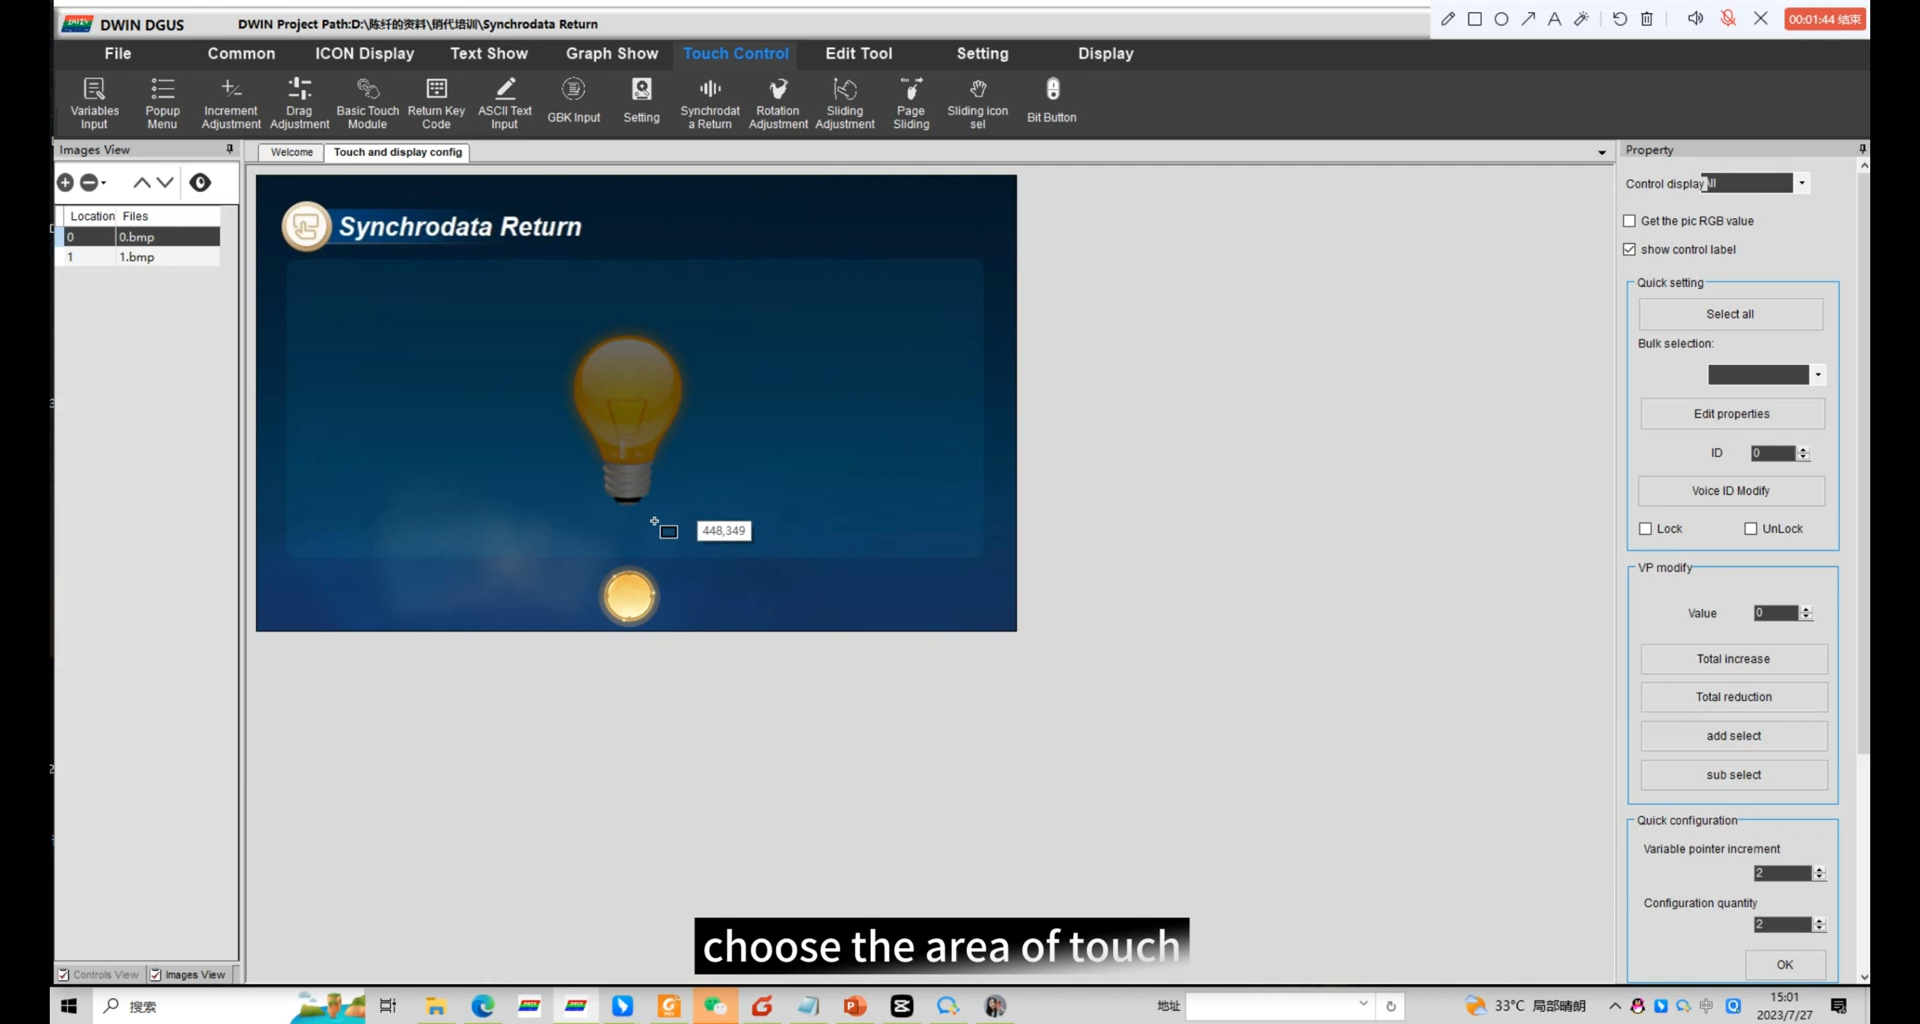 DWIN DGUS DWIN Project Path:D:\陈纤的资料\销代培训\Synchrodata Return
00:01:44 结束
File Common ICON Display Text Show Graph Show Touch Control Edit Tool Setting Display
Variables Input
Popup Menu
Increment Adjustment
Drag Adjustment
Basic Touch Module
Return Key Code
ASCII Text Input
GBK Input
Setting
Synchrodat a Return
Rotation Adjustment
Sliding Adjustment
Page Sliding
Sliding icon sel
Bit Button
Images View
Welcome Touch and display config
Location Files
0 0.bmp
1 1.bmp
Synchrodata Return
448,349
Property
Control display All
Get the pic RGB value
show control label
Quick setting
Select all
Bulk selection:
Edit properties
ID 0
Voice ID Modify
Lock UnLock
VP modify
Value 0
Total increase
Total reduction
add select
sub select
Quick configuration
Variable pointer increment
2
Configuration quantity
2
OK
choose the area of touch
Controls View Images View
搜索
地址
33°C 局部晴朗
中
15:01
2023/7/27